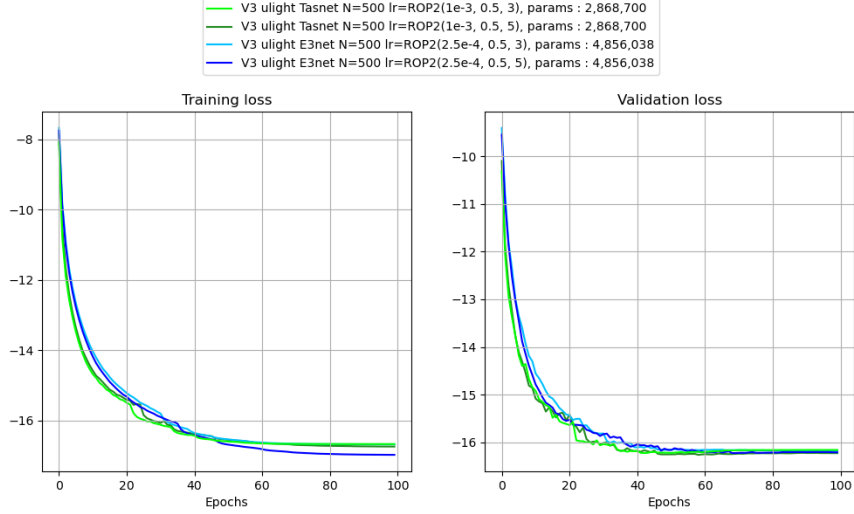 V3 ulight Tasnet N=500 lr=ROP2(1e-3, 0.5, 3), params : 2,868,700
V3 ulight Tasnet N=500 lr=ROP2(1e-3, 0.5, 5), params : 2,868,700
V3 ulight E3net N=500 lr=ROP2(2.5e-4, 0.5, 3), params : 4,856,038
V3 ulight E3net N=500 lr=ROP2(2.5e-4, 0.5, 5), params : 4,856,038
Training loss
−8
−10
−12
−14
−16
0 20 40 60 80 100
Epochs
Validation loss
−10
−11
−12
−13
−14
−15
−16
0 20 40 60 80 100
Epochs